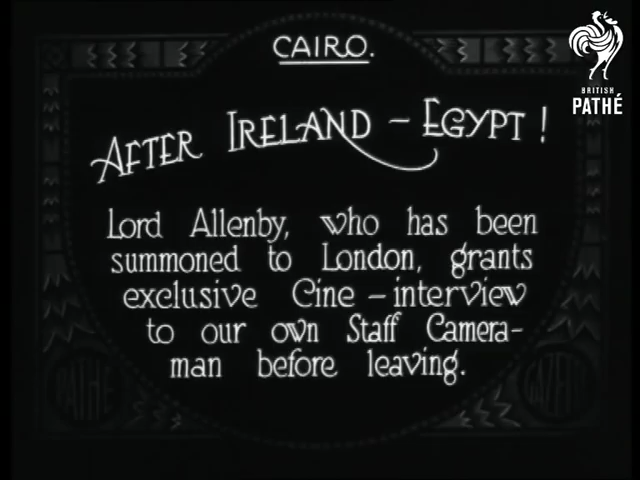 CAIRO.
BRITISH
PATHÉ
AFTER IRELAND – EGYPT!
Lord Allenby, who has been
summoned to London, grants
exclusive Cine – interview
to our own Staff Camera-
man before leaving.
PATHE